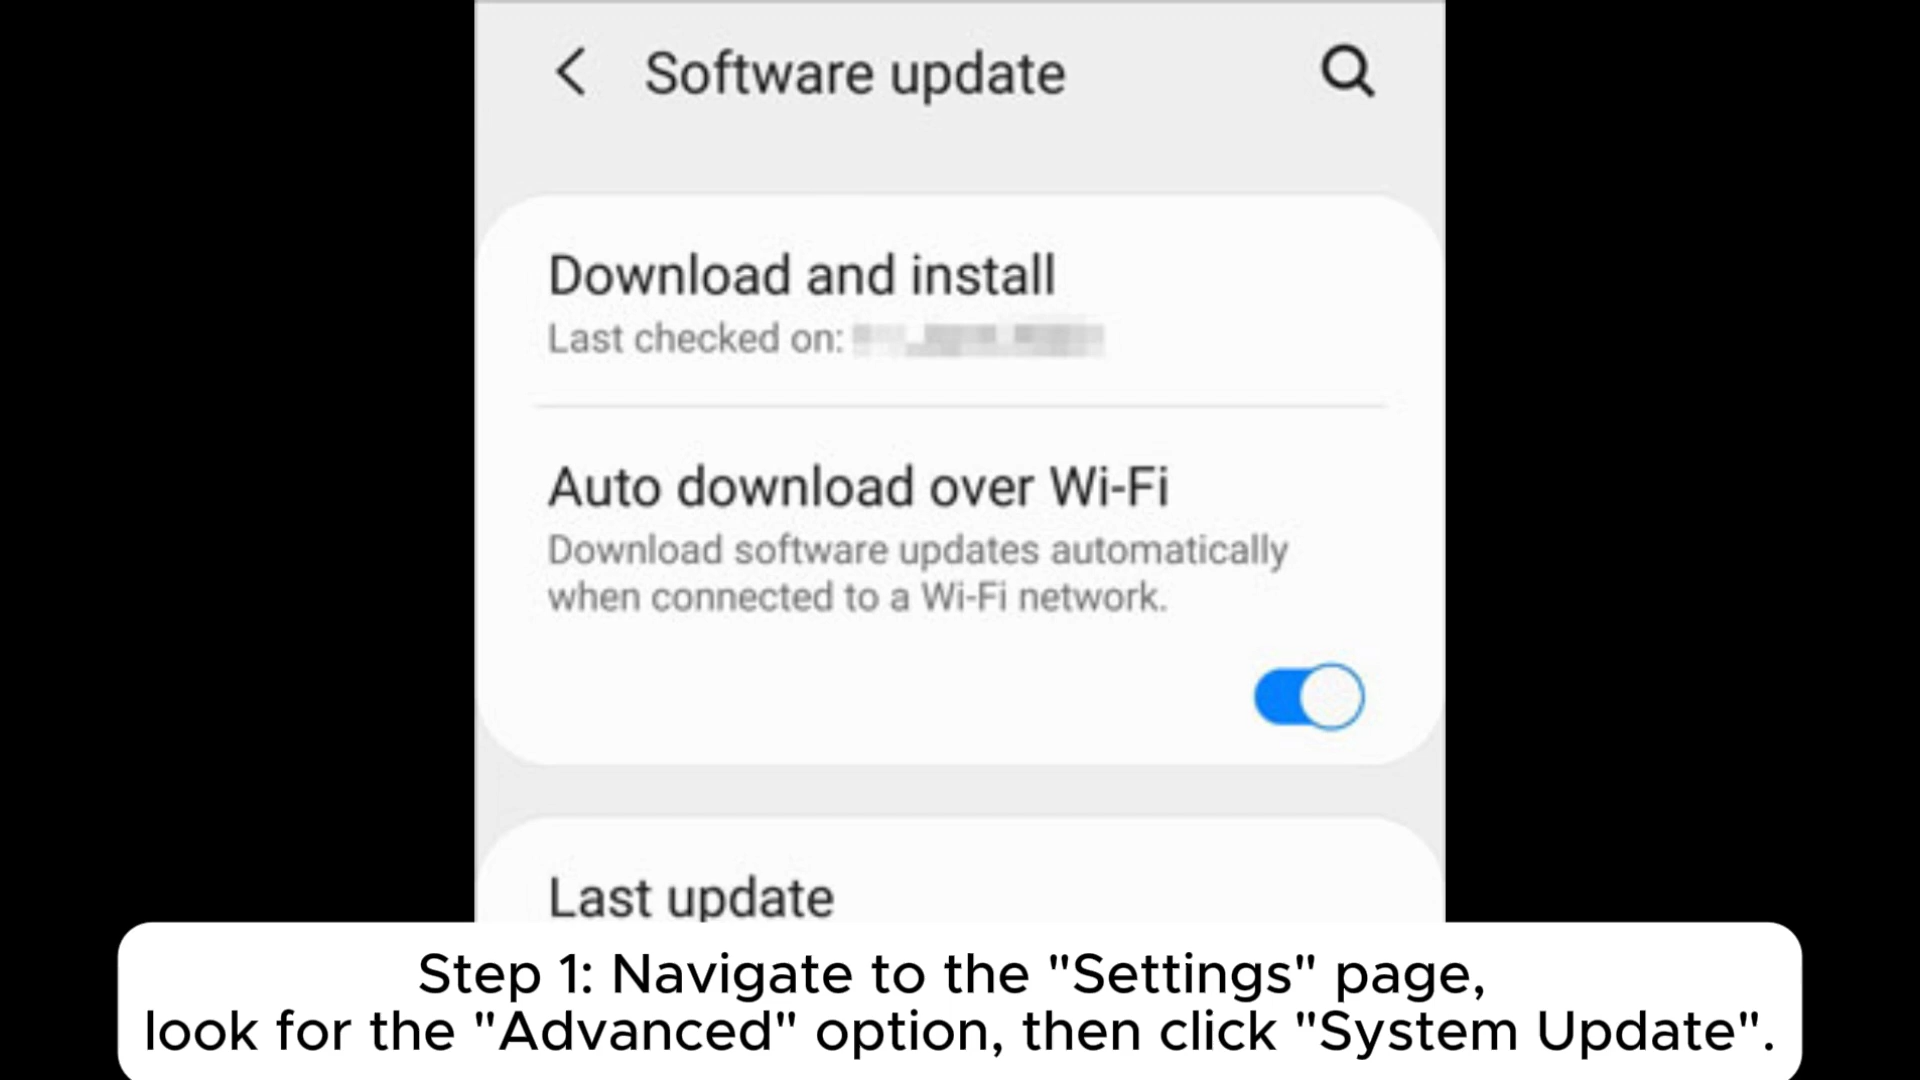 Software update
Download and install
Last checked on:
Auto download over Wi-Fi
Download software updates automatically
when connected to a Wi-Fi network.
Last update
Step 1: Navigate to the "Settings" page,
look for the "Advanced" option, then click "System Update".